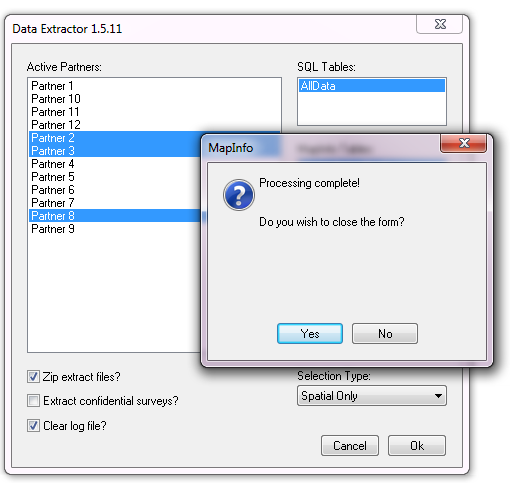 Data Extractor 1.5.11
Active Partners:
Partner 1
Partner 10
Partner 11
Partner 12
Partner 2
Partner 3
Partner 4
Partner 5
Partner 6
Partner 7
Partner 8
Partner 9
SQL Tables:
AllData
MapInfo Tables:
MapInfo
Processing complete!
Do you wish to close the form?
Yes
No
Zip extract files?
Extract confidential surveys?
Clear log file?
Selection Type:
Spatial Only
Cancel
Ok